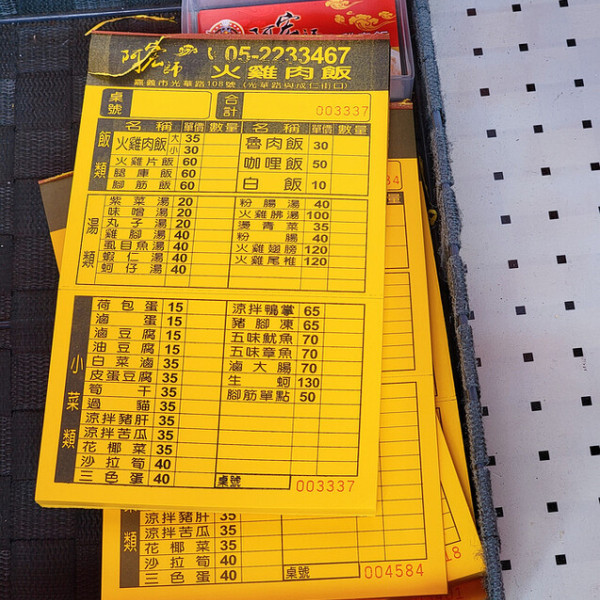 阿宏師 05-2233467
火雞肉飯
嘉義市光華路108號(光華路與成仁街口)
桌號 合計 003337
飯類 名稱 單價 數量 名稱 單價 數量
火雞肉飯 大 35 小 30 魯肉飯 30
火雞片飯 60 咖哩飯 50
腿庫飯 60
腳筋飯 60 白飯 10
湯類
紫菜湯 20 粉腸湯 40
味噌湯 20 火雞胇湯 100
丸子湯 20 燙青菜 35
雞腳湯 40 粉腸 40
虱目魚湯 40 火雞翅膀 120
蝦仁湯 40 火雞尾椎 120
蚵仔湯 40
小菜類
荷包蛋 15 涼拌鴨掌 65
滷蛋 15 豬腳凍 65
滷豆腐 15 五味魷魚 70
油豆腐 15 五味章魚 70
白菜滷 35 滷大腸 70
皮蛋豆腐 35 生蚵 130
筍干 35 腳筋單點 50
過貓 35
涼拌豬肝 35
涼拌苦瓜 35
花椰菜 35
沙拉筍 40
三色蛋 40 桌號 003337
涼拌豬肝 35
涼拌苦瓜 35
類 花椰菜 35
沙拉筍 40
三色蛋 40 桌號 004584